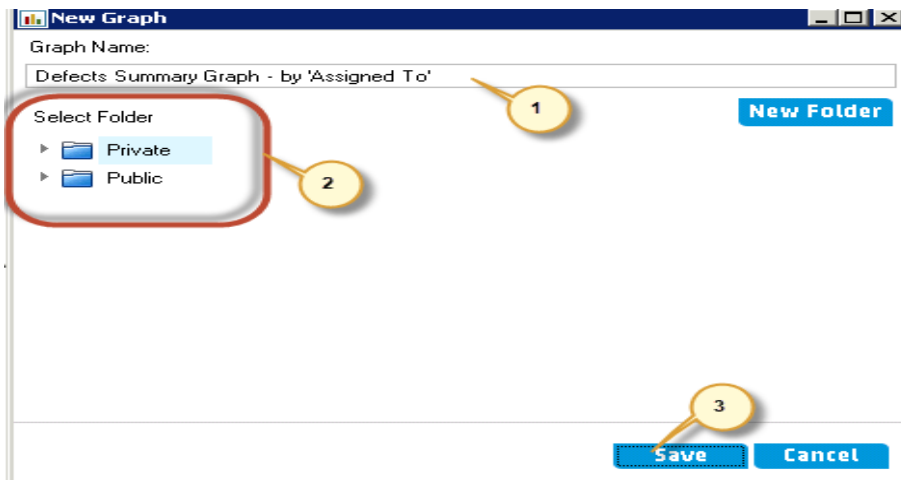 New Graph
Graph Name:
Defects Summary Graph - by 'Assigned To'
1
New Folder
Select Folder
Private
Public
2
3
Save
Cancel